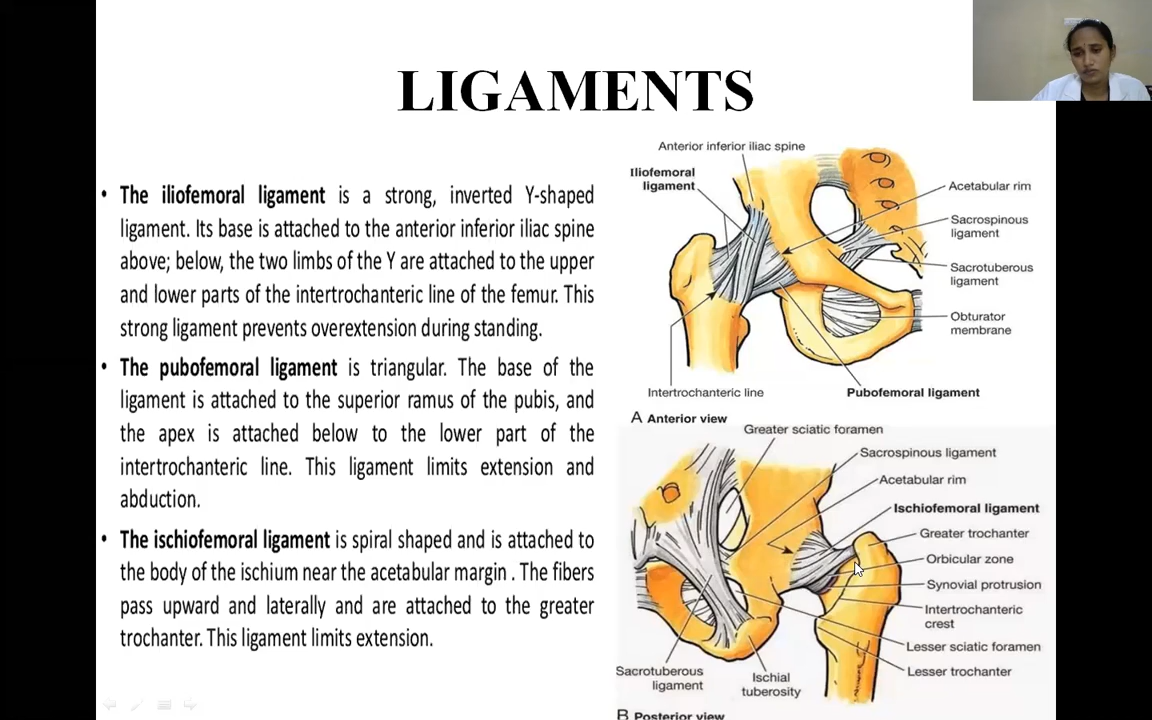 LIGAMENTS
• The iliofemoral ligament is a strong, inverted Y-shaped
ligament. Its base is attached to the anterior inferior iliac spine
above; below, the two limbs of the Y are attached to the upper
and lower parts of the intertrochanteric line of the femur. This
strong ligament prevents overextension during standing.
• The pubofemoral ligament is triangular. The base of the
ligament is attached to the superior ramus of the pubis, and
the apex is attached below to the lower part of the
intertrochanteric line. This ligament limits extension and
abduction.
• The ischiofemoral ligament is spiral shaped and is attached to
the body of the ischium near the acetabular margin . The fibers
pass upward and laterally and are attached to the greater
trochanter. This ligament limits extension.
Anterior inferior iliac spine
Iliofemoral
ligament
Acetabular rim
Sacrospinous
ligament
Sacrotuberous
ligament
Obturator
membrane
Intertrochanteric line
Pubofemoral ligament
A Anterior view
Greater sciatic foramen
Sacrospinous ligament
Acetabular rim
Ischiofemoral ligament
Greater trochanter
Orbicular zone
Synovial protrusion
Intertrochanteric
crest
Lesser sciatic foramen
Lesser trochanter
Sacrotuberous
ligament
Ischial
tuberosity
B Posterior view